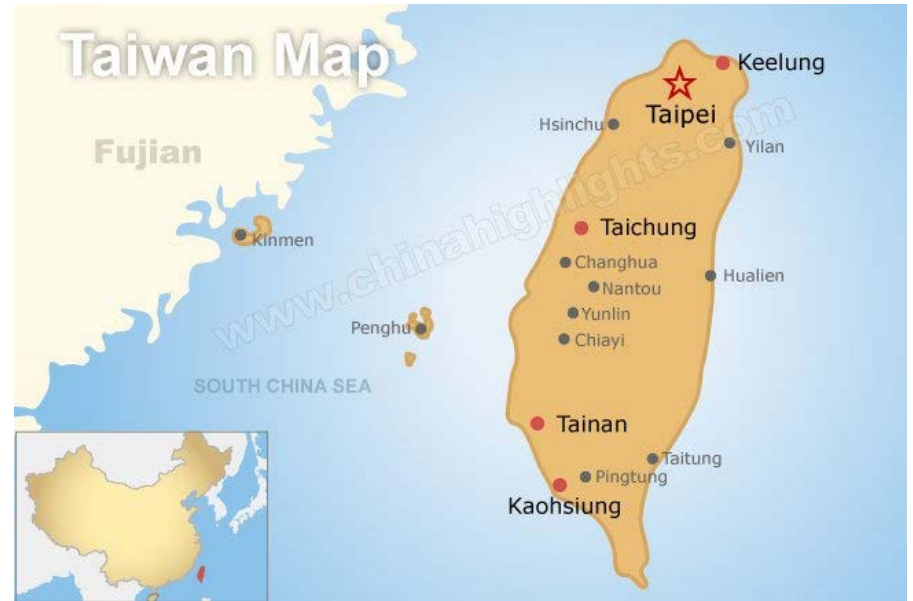 Taiwan Map
Keelung
Taipei
Hsinchu
Yilan
Fujian
Kinmen
Taichung
Changhua
Hualien
Nantou
Yunlin
Penghu
Chiayi
SOUTH CHINA SEA
Tainan
Taitung
Pingtung
Kaohsiung
www.chinahighlights.com